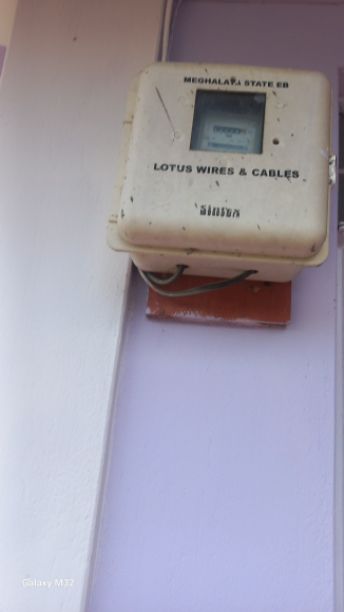 MEGHALAYA STATE EB
LOTUS WIRES & CABLES
Galaxy M32